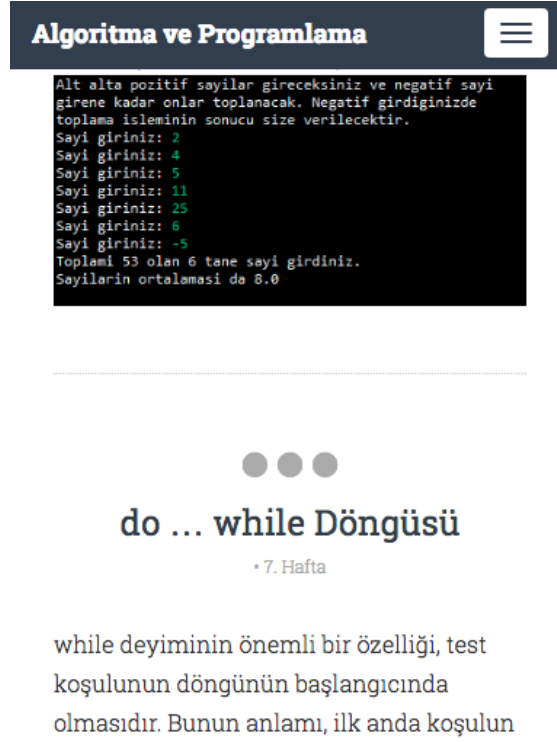 Algoritma ve Programlama
Alt alta pozitif sayilar gireceksiniz ve negatif sayi
girene kadar onlar toplanacak. Negatif girdiginizde
toplama isleminin sonucu size verilecektir.
Sayi giriniz: 2
Sayi giriniz: 4
Sayi giriniz: 5
Sayi giriniz: 11
Sayi giriniz: 25
Sayi giriniz: 6
Sayi giriniz: -5
Toplami 53 olan 6 tane sayi girdiniz.
Sayilarin ortalamasi da 8.0
do ... while Döngüsü
• 7. Hafta
while deyiminin önemli bir özelliği, test
koşulunun döngünün başlangıcında
olmasıdır. Bunun anlamı, ilk anda koşulun